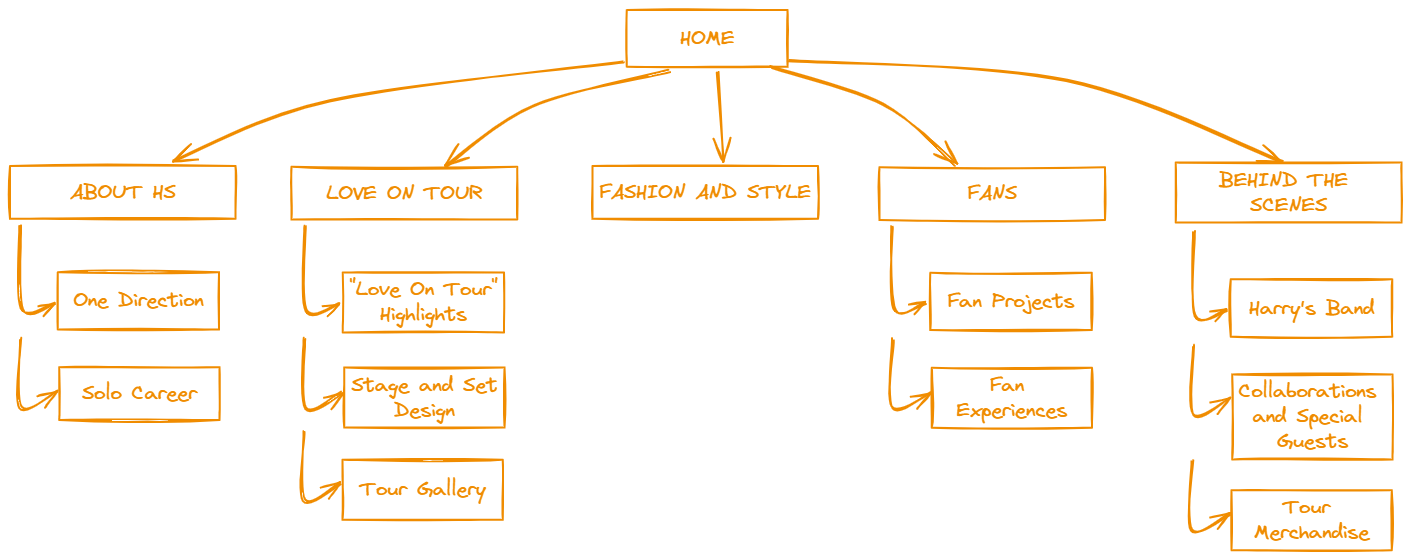 HOME
ABOUT HS
LOVE ON TOUR
FASHION AND STYLE
FANS
BEHIND THE
SCENES
One Direction
Solo Career
"Love On Tour"
Highlights
Stage and Set
Design
Tour Gallery
Fan Projects
Fan
Experiences
Harry's Band
Collaborations
and Special
Guests
Tour
Merchandise